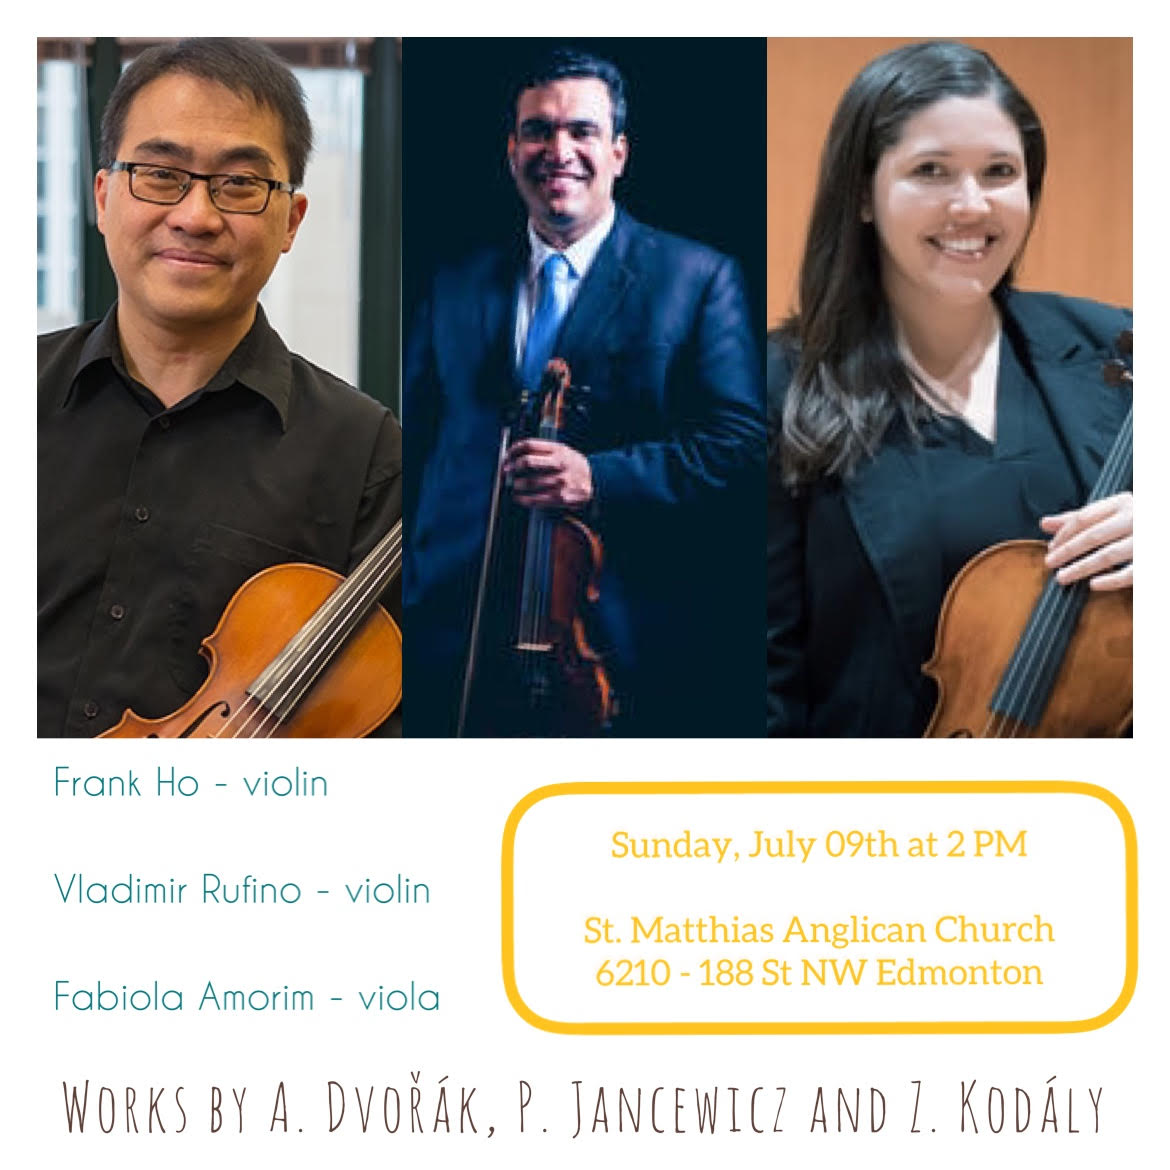 Frank Ho - violin
Vladimir Rufino - violin
Fabiola Amorim - viola
Sunday, July 09th at 2 PM
St. Matthias Anglican Church
6210 - 188 St NW Edmonton
WORKS BY A. DVOŘÁK, P. JANCEWICZ AND Z. KODÁLY